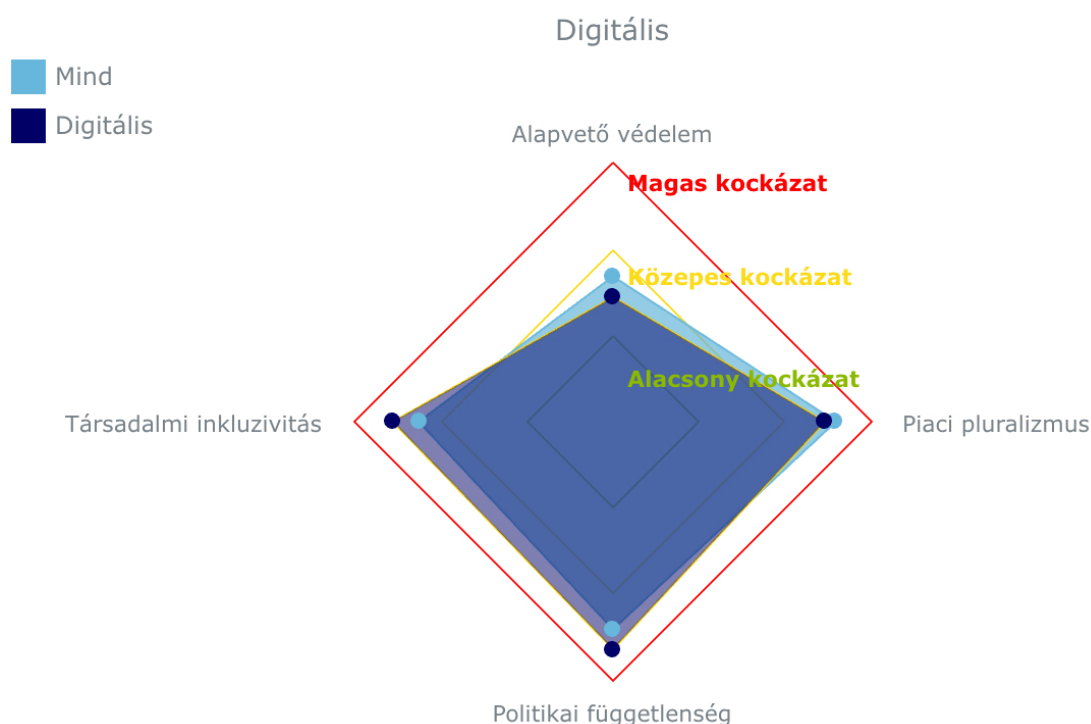 Digitális
Mind
Digitális
Alapvető védelem
Magas kockázat
Közepes kockázat
Alacsony kockázat
Társadalmi inkluzivitás
Piaci pluralizmus
Politikai függetlenség